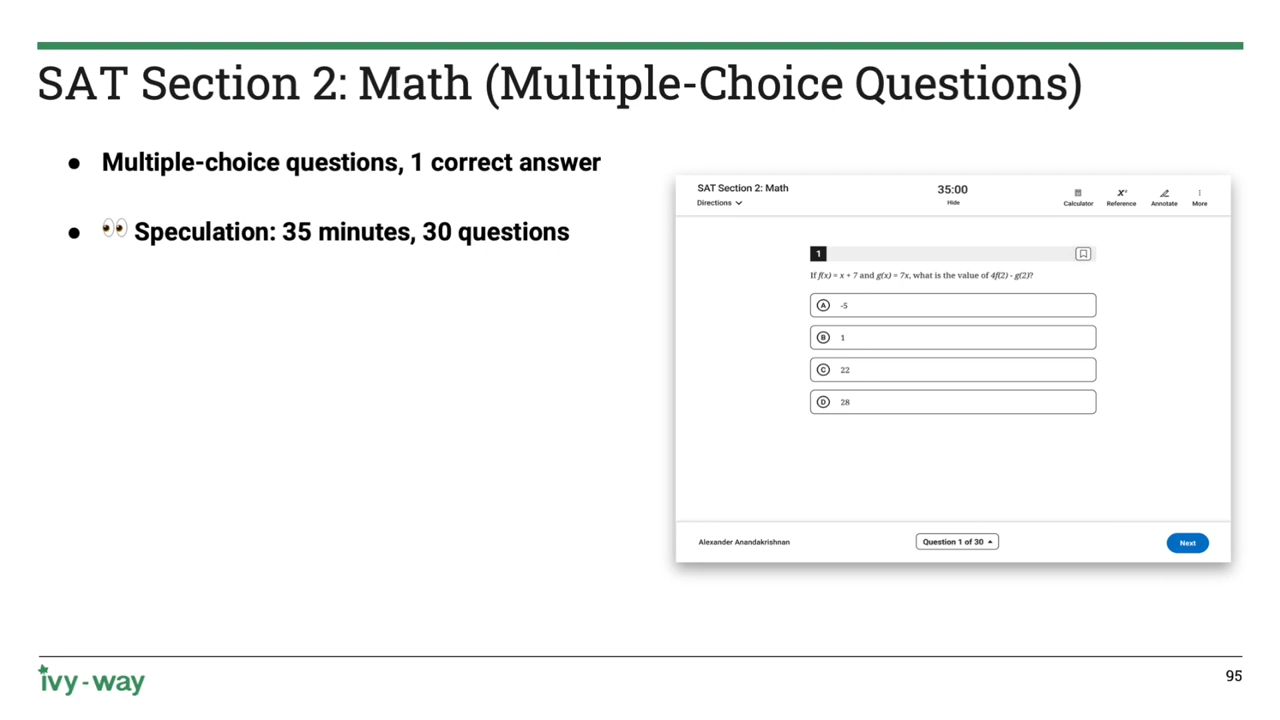 SAT Section 2: Math (Multiple-Choice Questions)
● Multiple-choice questions, 1 correct answer
● 👀 Speculation: 35 minutes, 30 questions
SAT Section 2: Math
Directions
35:00
Hide
Calculator
Reference
Annotate
More
1
If f(x) = x + 7 and g(x) = 7x, what is the value of 4f(2) - g(2)?
A -5
B 1
C 22
D 28
Alexander Anandakrishnan
Question 1 of 30
Next
ivy-way
95